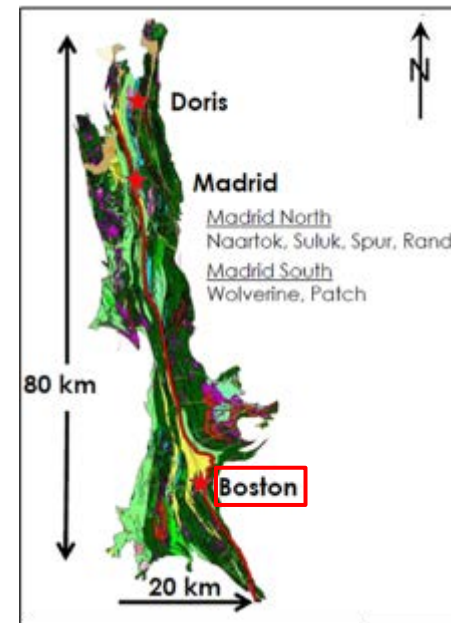 N
Doris
Madrid
Madrid North
Naartok, Suluk, Spur, Rand
Madrid South
Wolverine, Patch
80 km
Boston
20 km